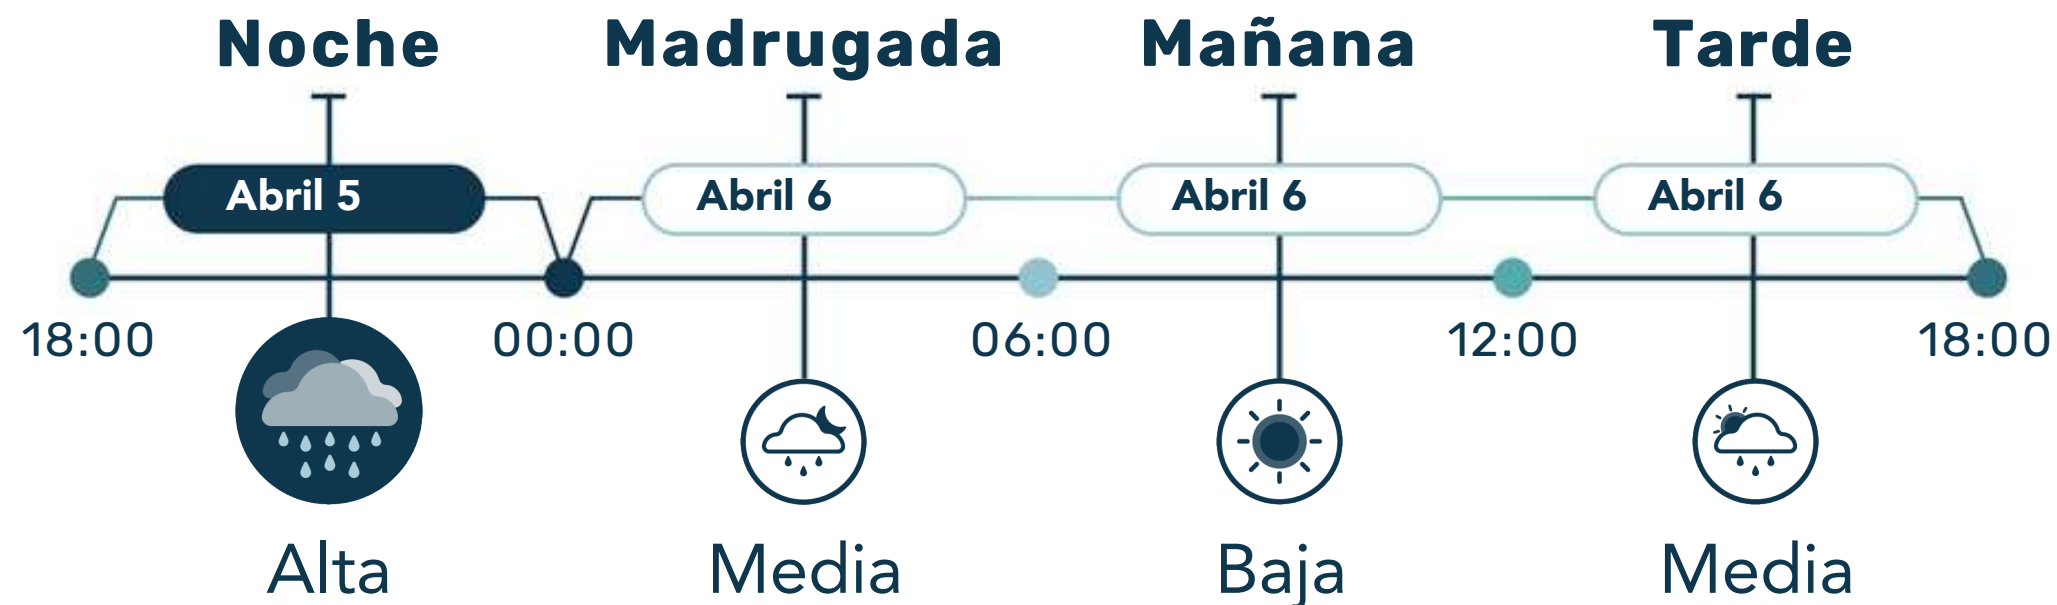 Noche Madrugada Mañana Tarde
Abril 5 Abril 6 Abril 6 Abril 6
18:00 00:00 06:00 12:00 18:00
Alta Media Baja Media